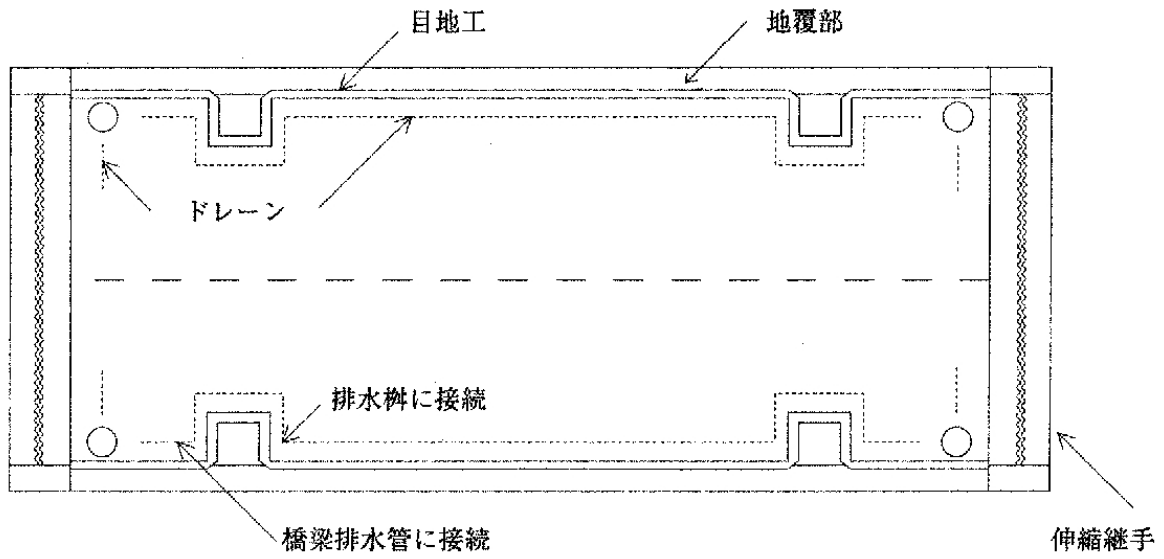 目地工
地覆部
ドレーン
排水桝に接続
橋梁排水管に接続
伸縮継手